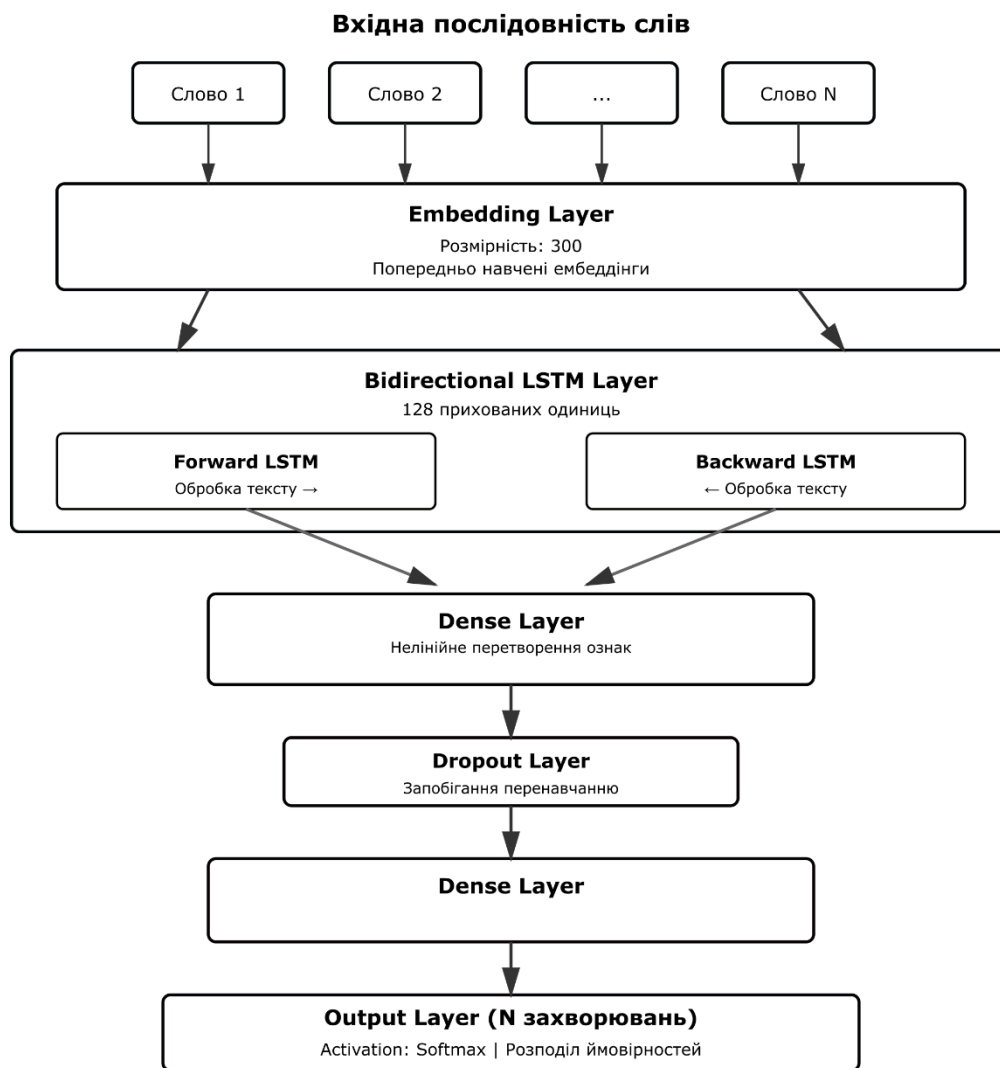 Вхідна послідовність слів
Слово 1
Слово 2
...
Слово N
Embedding Layer
Розмірність: 300
Попередньо навчені ембеддінги
Bidirectional LSTM Layer
128 прихованих одиниць
Forward LSTM
Обробка тексту →
Backward LSTM
← Обробка тексту
Dense Layer
Нелінійне перетворення ознак
Dropout Layer
Запобігання перенавчанню
Dense Layer
Output Layer (N захворювань)
Activation: Softmax | Розподіл ймовірностей